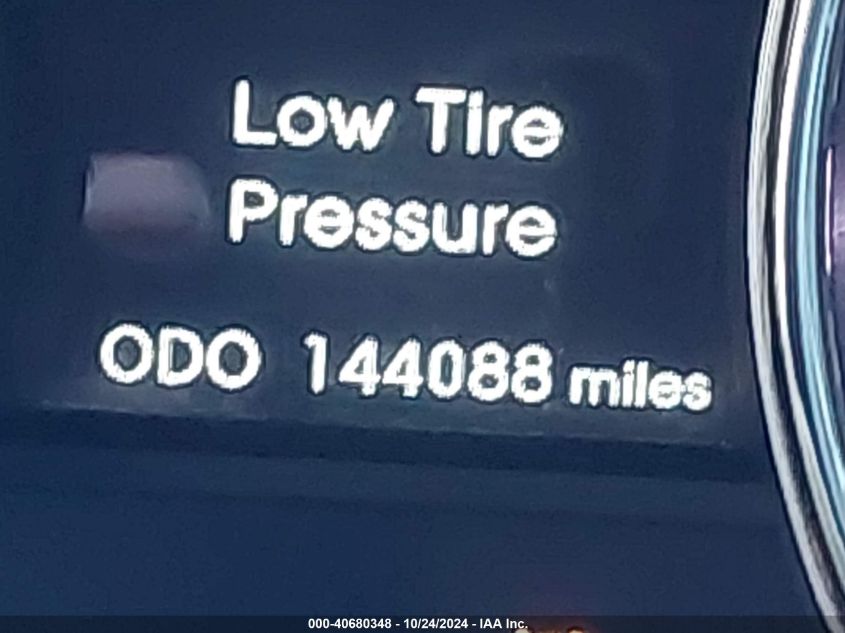 Low Tire
Pressure
ODO 144088 miles
000-40680348 - 10/24/2024 - IAA Inc.